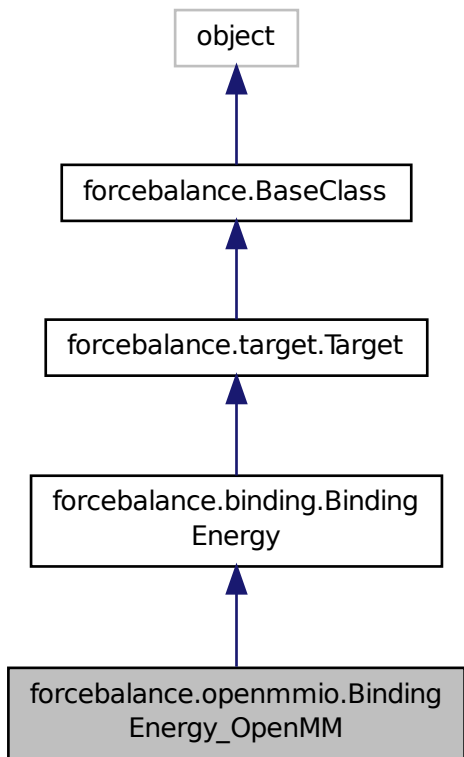 object
forcebalance.BaseClass
forcebalance.target.Target
forcebalance.binding.Binding
Energy
forcebalance.openmmio.Binding
Energy_OpenMM